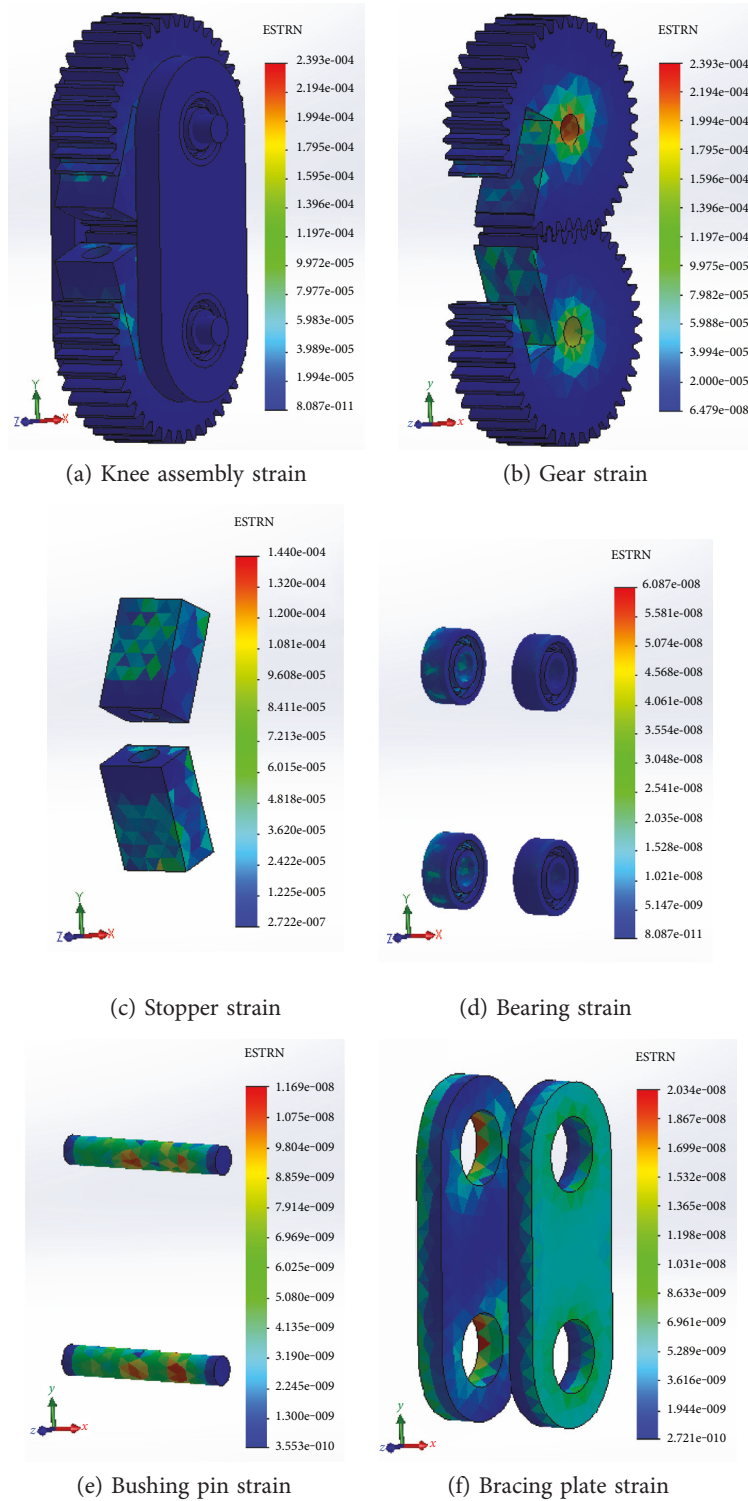 ESTRN
2.393e–004
2.194e–004
1.995e–004
1.795e–004
1.596e–004
1.396e–004
1.197e–004
9.972e–005
7.977e–005
5.983e–005
3.989e–005
1.994e–005
8.087e–011
Y
Z
X
(a) Knee assembly strain
ESTRN
2.393e–004
2.194e–004
1.995e–004
1.795e–004
1.596e–004
1.396e–004
1.197e–004
9.975e–005
7.982e–005
5.988e–005
3.994e–005
2.000e–005
6.479e–008
y
z
x
(b) Gear strain
ESTRN
1.440e–004
1.320e–004
1.200e–004
1.081e–004
9.608e–005
8.411e–005
7.213e–005
6.015e–005
4.818e–005
3.620e–005
2.422e–005
1.225e–005
2.722e–007
Y
Z
X
(c) Stopper strain
ESTRN
6.087e–008
5.581e–008
5.074e–008
4.568e–008
4.061e–008
3.554e–008
3.048e–008
2.541e–008
2.035e–008
1.528e–008
1.021e–008
5.147e–009
8.087e–011
Y
Z
X
(d) Bearing strain
ESTRN
1.169e–008
1.075e–008
9.804e–009
8.859e–009
7.914e–009
6.969e–009
6.025e–009
5.080e–009
4.135e–009
3.190e–009
2.245e–009
1.300e–009
3.553e–010
y
z
x
(e) Bushing pin strain
ESTRN
2.034e–008
1.867e–008
1.699e–008
1.532e–008
1.365e–008
1.198e–008
1.031e–008
8.633e–009
6.961e–009
5.289e–009
3.616e–009
1.944e–009
2.721e–010
y
z
x
(f) Bracing plate strain